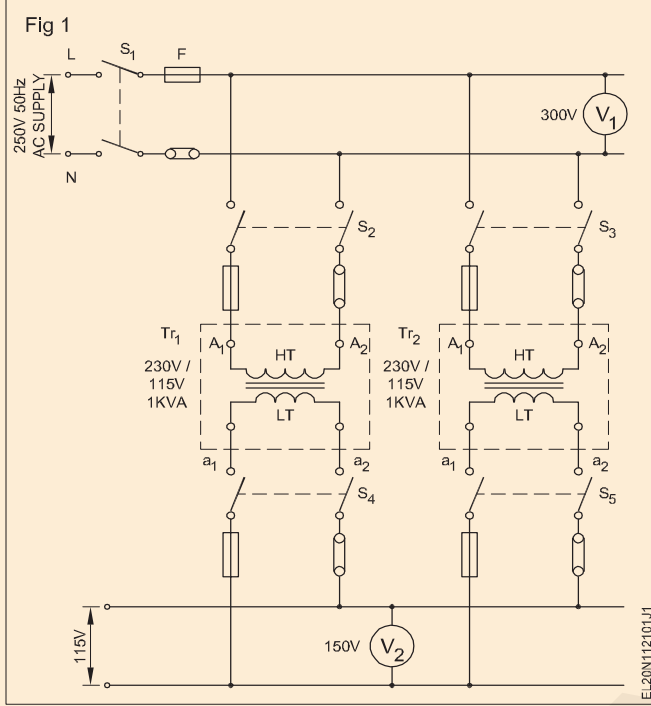 Fig 1
L
S1
F
250V 50Hz
AC SUPPLY
300V
V1
N
S2
S3
Tr1
230V /
115V
1KVA
A1
HT
A2
LT
Tr2
230V /
115V
1KVA
A1
HT
A2
LT
a1
a2
a1
a2
S4
S5
115V
150V
V2
EL20N112101J1